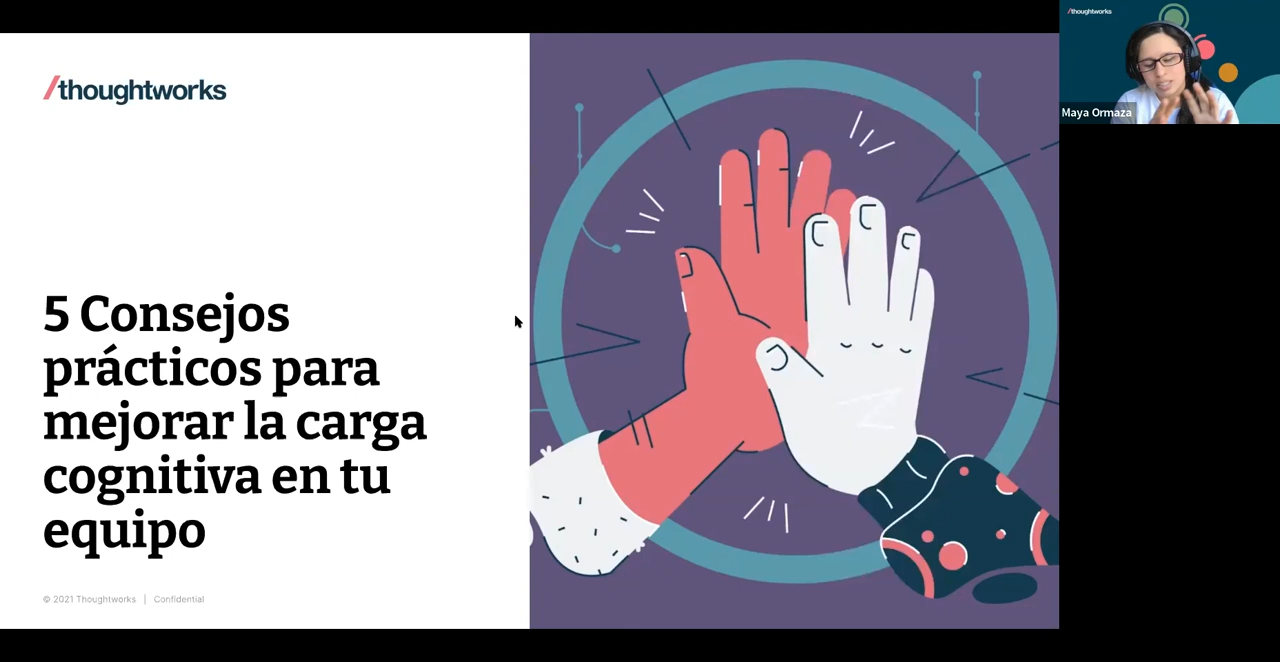 /thoughtworks
5 Consejos
prácticos para
mejorar la carga
cognitiva en tu
equipo
© 2021 Thoughtworks | Confidential
/thoughtworks
Maya Ormaza